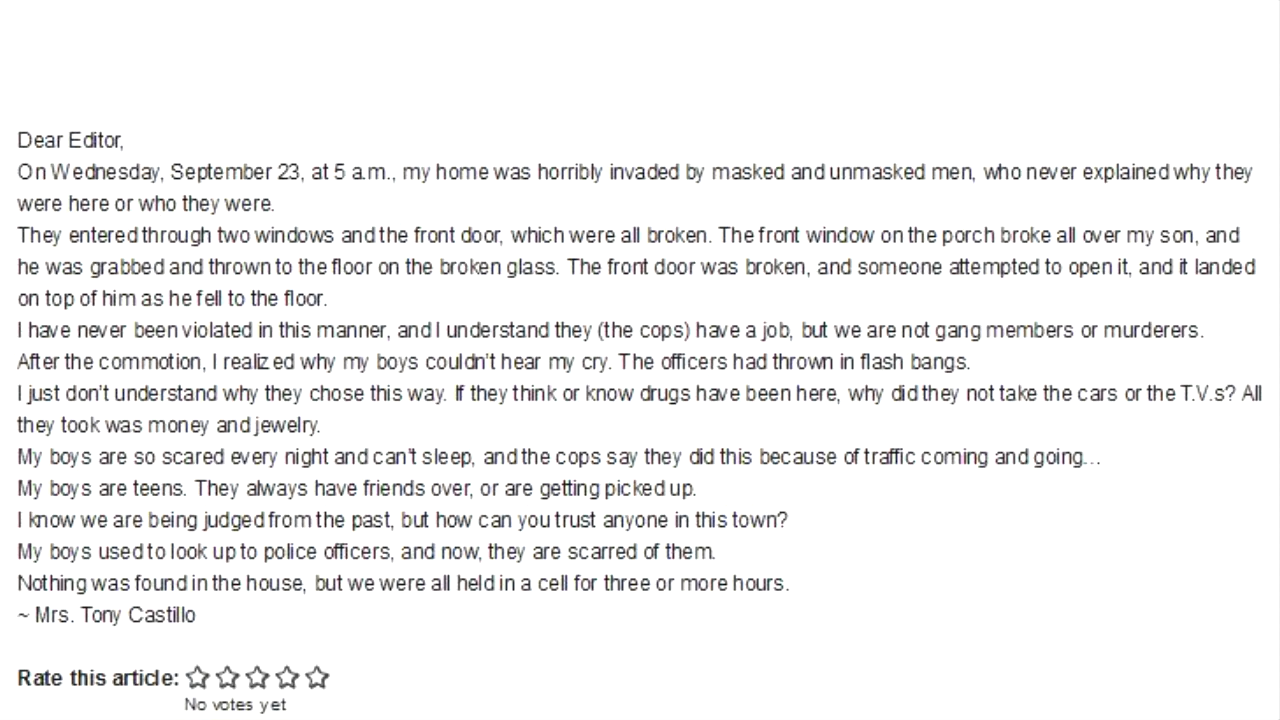 Dear Editor,
On Wednesday, September 23, at 5 a.m., my home was horribly invaded by masked and unmasked men, who never explained why they
were here or who they were.
They entered through two windows and the front door, which were all broken. The front window on the porch broke all over my son, and
he was grabbed and thrown to the floor on the broken glass. The front door was broken, and someone attempted to open it, and it landed
on top of him as he fell to the floor.
I have never been violated in this manner, and I understand they (the cops) have a job, but we are not gang members or murderers.
After the commotion, I realized why my boys couldn't hear my cry. The officers had thrown in flash bangs.
I just don't understand why they chose this way. If they think or know drugs have been here, why did they not take the cars or the T.V.s? All
they took was money and jewelry.
My boys are so scared every night and can't sleep, and the cops say they did this because of traffic coming and going...
My boys are teens. They always have friends over, or are getting picked up.
I know we are being judged from the past, but how can you trust anyone in this town?
My boys used to look up to police officers, and now, they are scarred of them.
Nothing was found in the house, but we were all held in a cell for three or more hours.
~ Mrs. Tony Castillo
Rate this article:
No votes yet